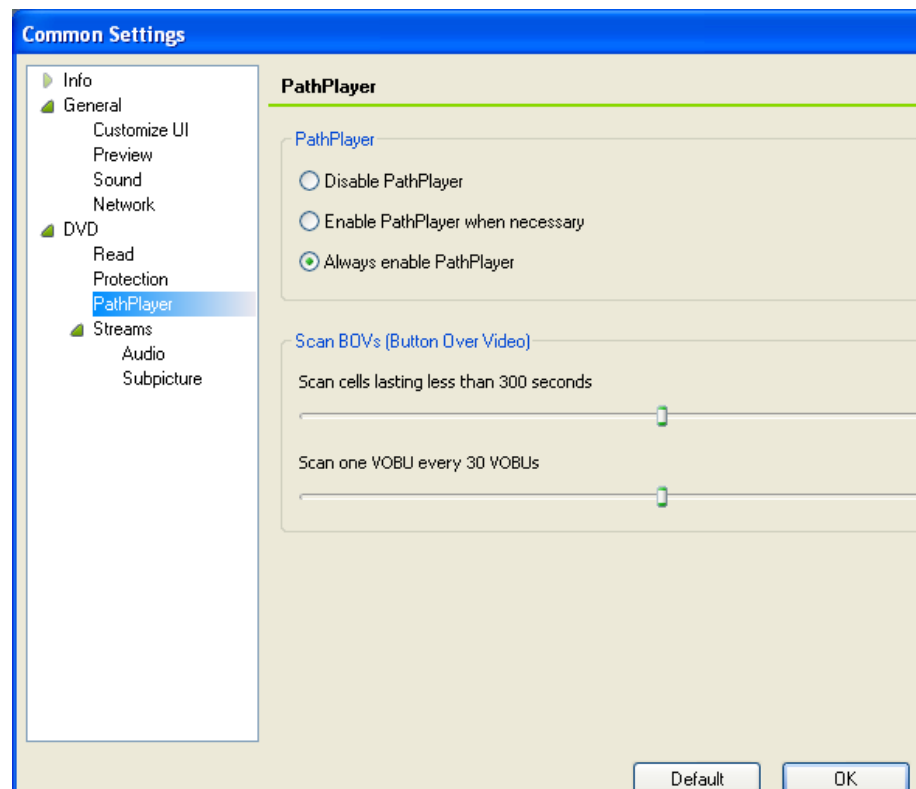 Common Settings
Info
General
Customize UI
Preview
Sound
Network
DVD
Read
Protection
PathPlayer
Streams
Audio
Subpicture
PathPlayer
PathPlayer
Disable PathPlayer
Enable PathPlayer when necessary
Always enable PathPlayer
Scan BOVs (Button Over Video)
Scan cells lasting less than 300 seconds
Scan one VOBU every 30 VOBUs
Default
OK